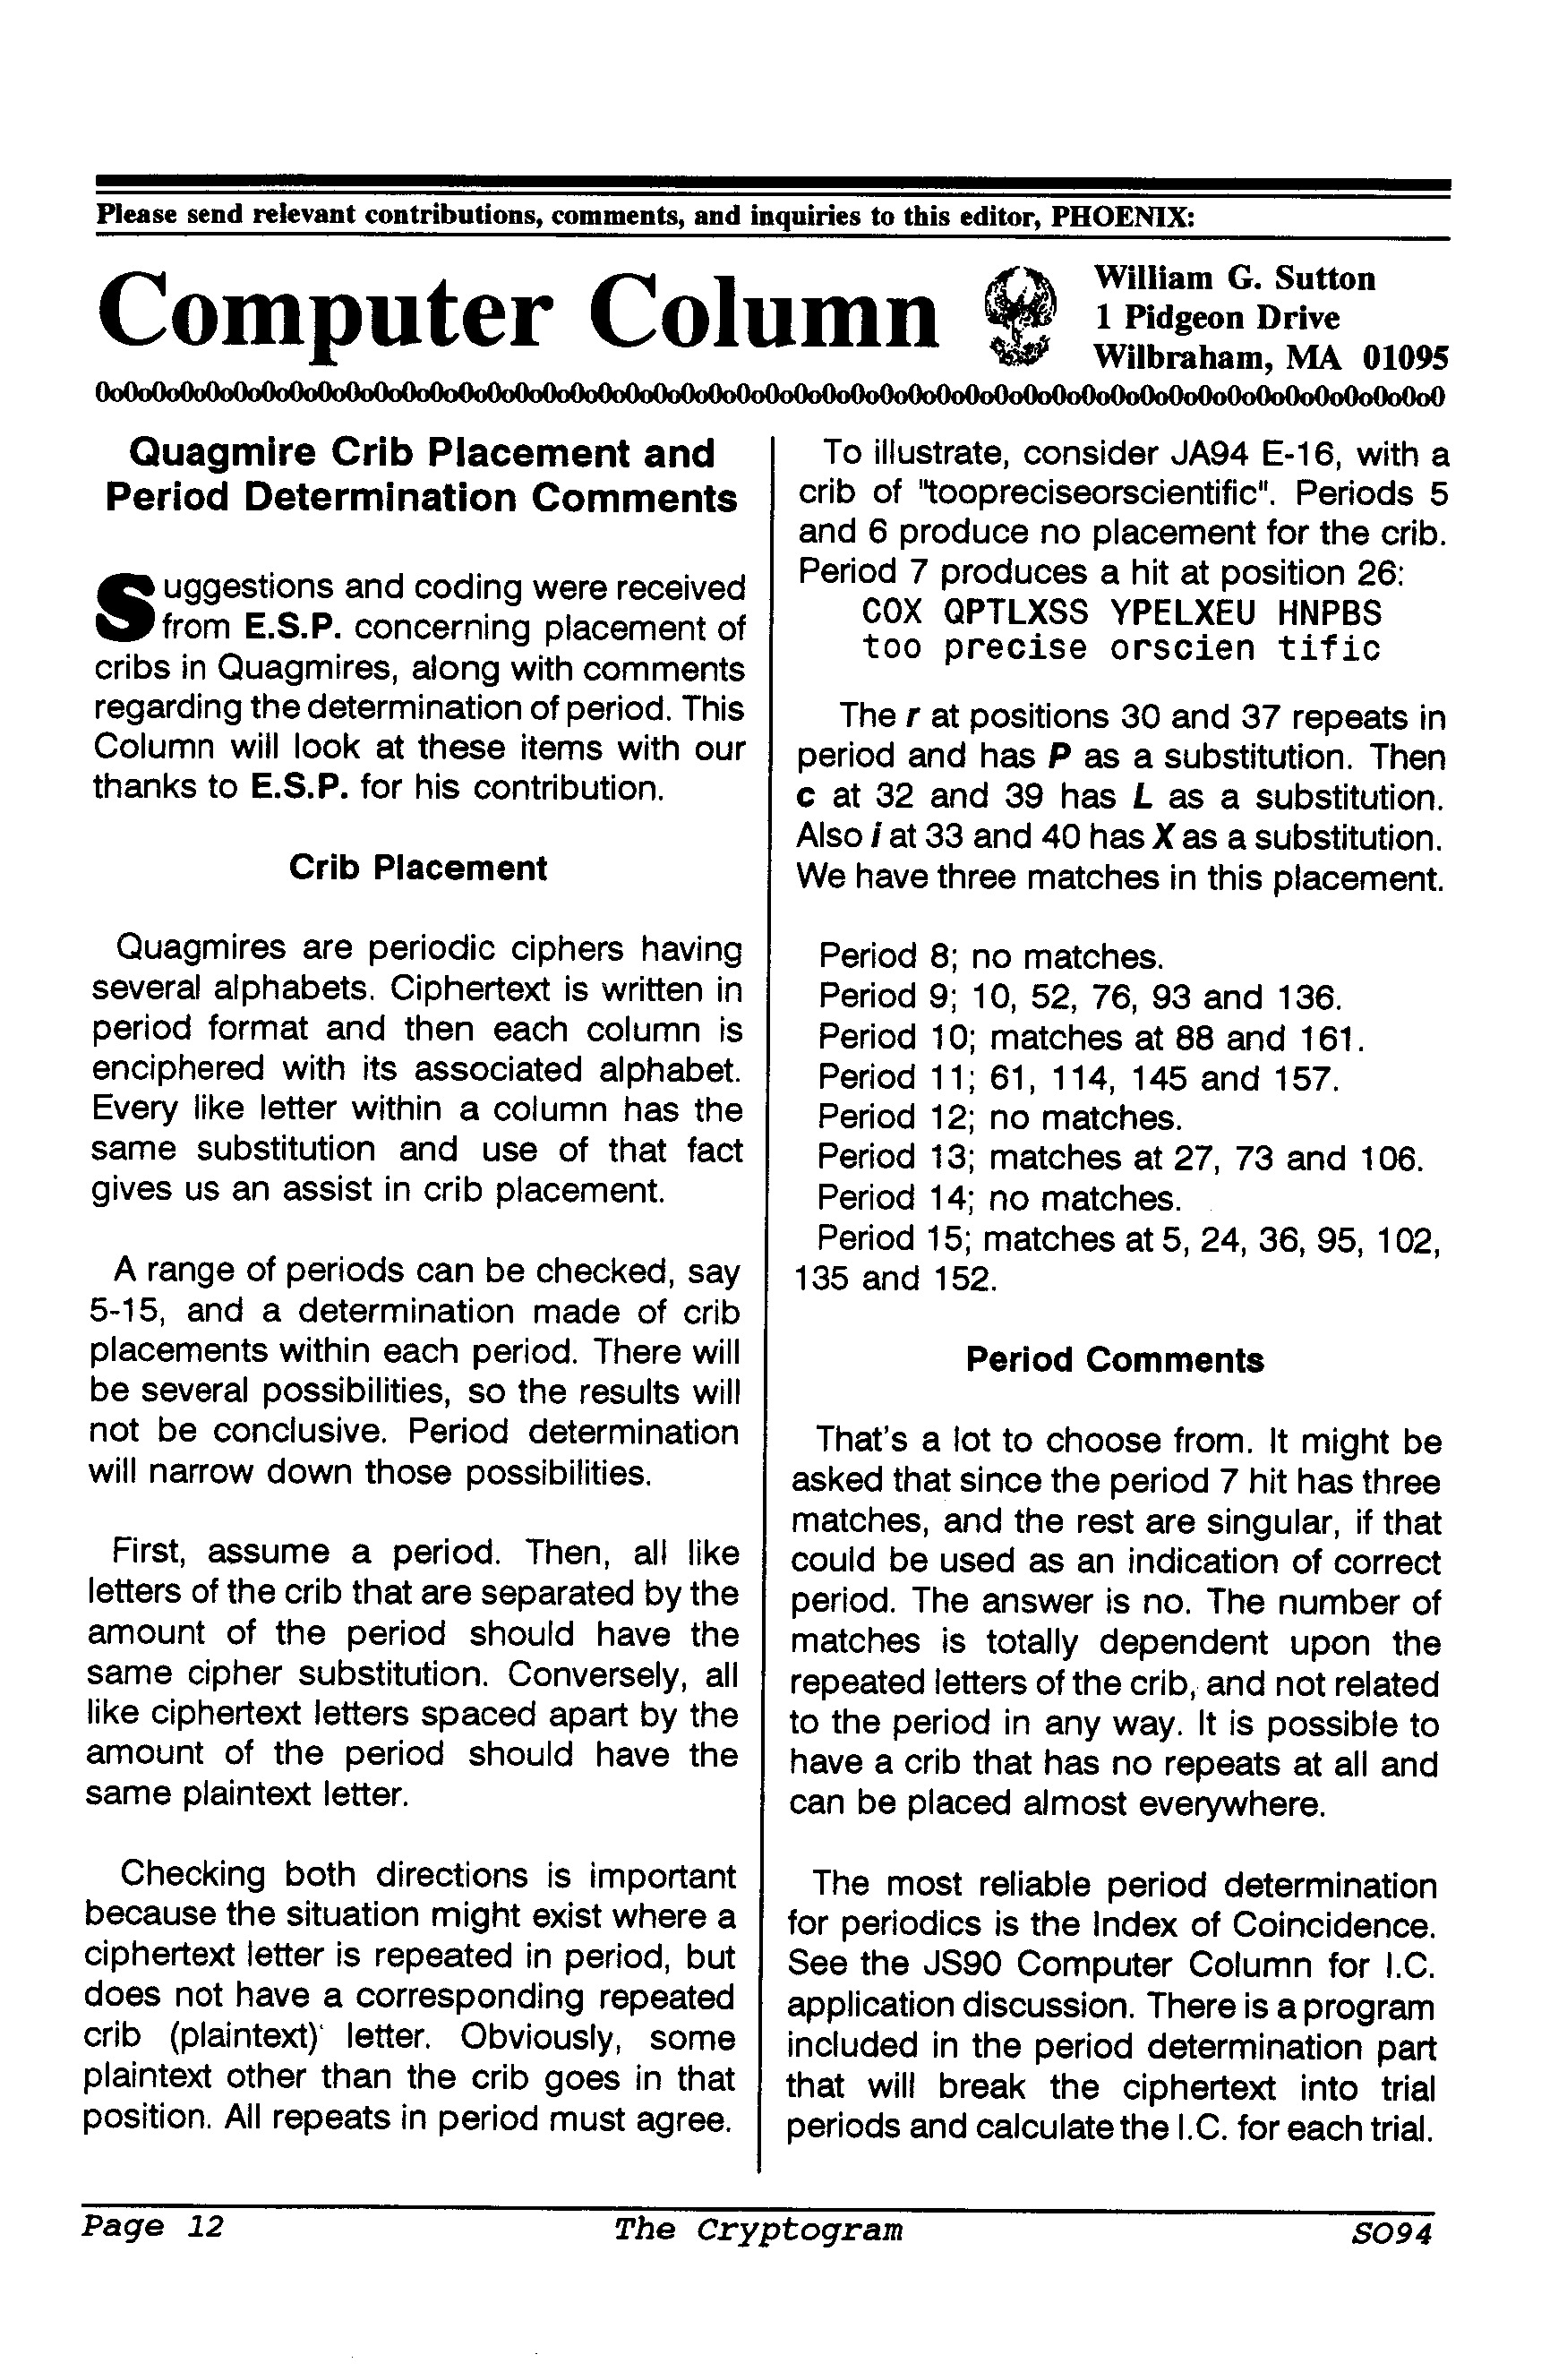 Please send relevant contributions, comments, and inquiries to this editor, PHOENIX:
Computer Column
William G. Sutton
1 Pidgeon Drive
Wilbraham, MA 01095
OoOoOoOoOoOoOoOoOoOoOoOoOoOoOoOoOoOoOoOoOoOoOoOoOoOoOoOoOoOoOoOoOoOoOoOoOoOoOoOoOoOoOoOoOoO
Quagmire Crib Placement and
Period Determination Comments
Suggestions and coding were received
from E.S.P. concerning placement of
cribs in Quagmires, along with comments
regarding the determination of period. This
Column will look at these items with our
thanks to E.S.P. for his contribution.
Crib Placement
Quagmires are periodic ciphers having
several alphabets. Ciphertext is written in
period format and then each column is
enciphered with its associated alphabet.
Every like letter within a column has the
same substitution and use of that fact
gives us an assist in crib placement.
A range of periods can be checked, say
5-15, and a determination made of crib
placements within each period. There will
be several possibilities, so the results will
not be conclusive. Period determination
will narrow down those possibilities.
First, assume a period. Then, all like
letters of the crib that are separated by the
amount of the period should have the
same cipher substitution. Conversely, all
like ciphertext letters spaced apart by the
amount of the period should have the
same plaintext letter.
Checking both directions is important
because the situation might exist where a
ciphertext letter is repeated in period, but
does not have a corresponding repeated
crib (plaintext) letter. Obviously, some
plaintext other than the crib goes in that
position. All repeats in period must agree.
To illustrate, consider JA94 E-16, with a
crib of "toopreciseorscientific". Periods 5
and 6 produce no placement for the crib.
Period 7 produces a hit at position 26:
COX QPTLXSS YPELXEU HNPBS
too precise orscien tific
The r at positions 30 and 37 repeats in
period and has P as a substitution. Then
c at 32 and 39 has L as a substitution.
Also i at 33 and 40 has X as a substitution.
We have three matches in this placement.
Period 8; no matches.
Period 9; 10, 52, 76, 93 and 136.
Period 10; matches at 88 and 161.
Period 11; 61, 114, 145 and 157.
Period 12; no matches.
Period 13; matches at 27, 73 and 106.
Period 14; no matches.
Period 15; matches at 5, 24, 36, 95, 102,
135 and 152.
Period Comments
That's a lot to choose from. It might be
asked that since the period 7 hit has three
matches, and the rest are singular, if that
could be used as an indication of correct
period. The answer is no. The number of
matches is totally dependent upon the
repeated letters of the crib, and not related
to the period in any way. It is possible to
have a crib that has no repeats at all and
can be placed almost everywhere.
The most reliable period determination
for periodics is the Index of Coincidence.
See the JS90 Computer Column for I.C.
application discussion. There is a program
included in the period determination part
that will break the ciphertext into trial
periods and calculate the I.C. for each trial.
Page 12
The Cryptogram
SO94